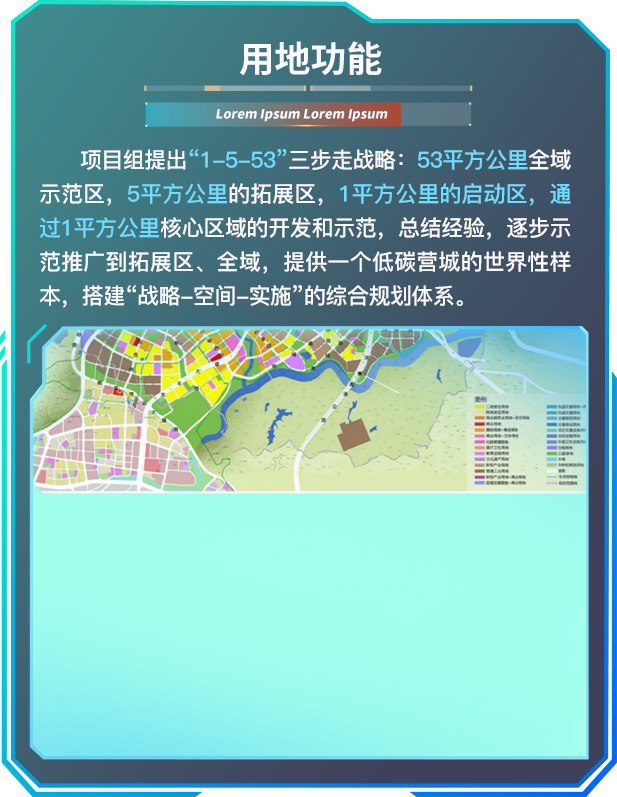 用地功能
Lorem Ipsum Lorem Ipsum
项目组提出“1-5-53”三步走战略：53平方公里全域
示范区，5平方公里的拓展区，1平方公里的启动区，通
过1平方公里核心区域的开发和示范，总结经验，逐步示
范推广到拓展区、全域，提供一个低碳营城的世界性样
本，搭建“战略-空间-实施”的综合规划体系。
图例